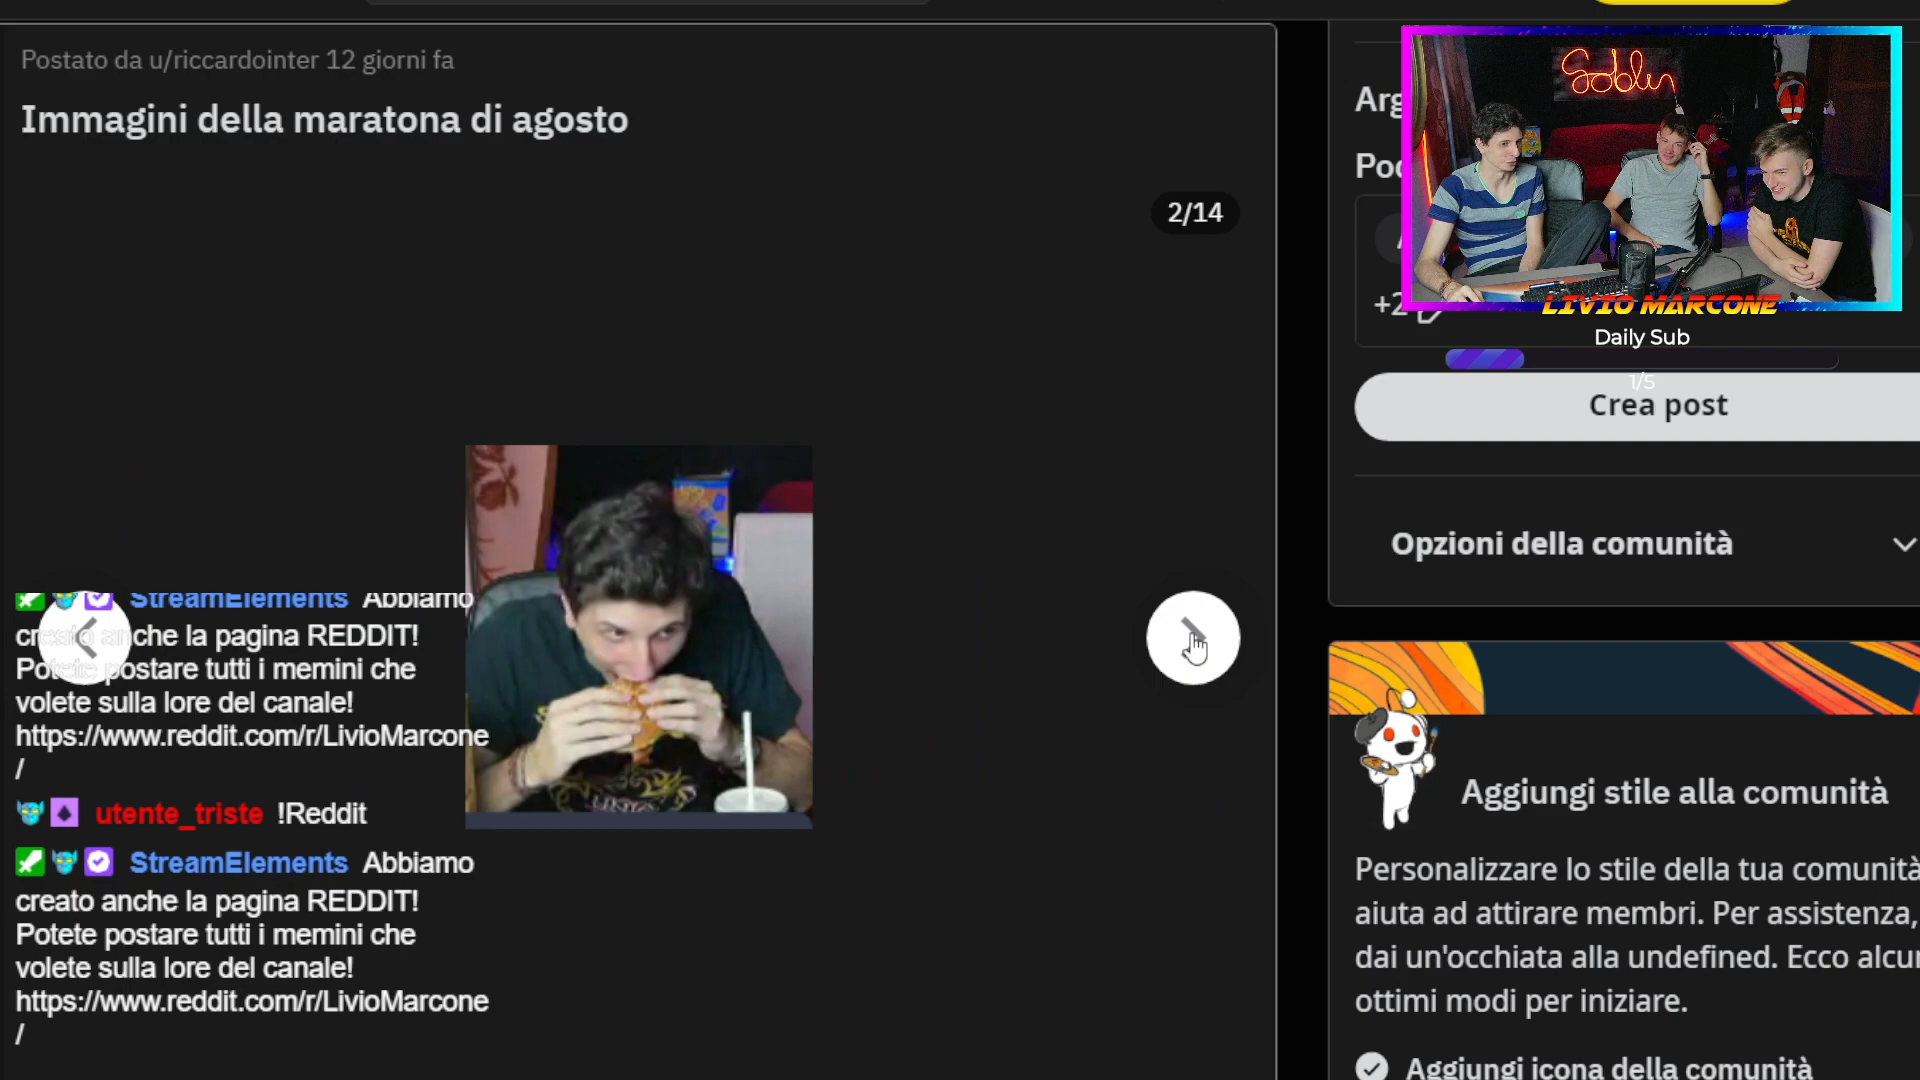 Postato da u/riccardointer 12 giorni fa
Immagini della maratona di agosto
2/14
StreamElements Abbiamo
creato anche la pagina REDDIT!
Potete postare tutti i memini che
volete sulla lore del canale!
https://www.reddit.com/r/LivioMarcone
/
utente_triste !Reddit
StreamElements Abbiamo
creato anche la pagina REDDIT!
Potete postare tutti i memini che
volete sulla lore del canale!
https://www.reddit.com/r/LivioMarcone
/
Goblin
LIVIO MARCONE
Daily Sub
1/5
Crea post
Opzioni della comunità
Aggiungi stile alla comunità
Personalizzare lo stile della tua comunità
aiuta ad attirare membri. Per assistenza,
dai un'occhiata alla undefined. Ecco
ottimi modi per iniziare.
Aggiungi icona della comunità